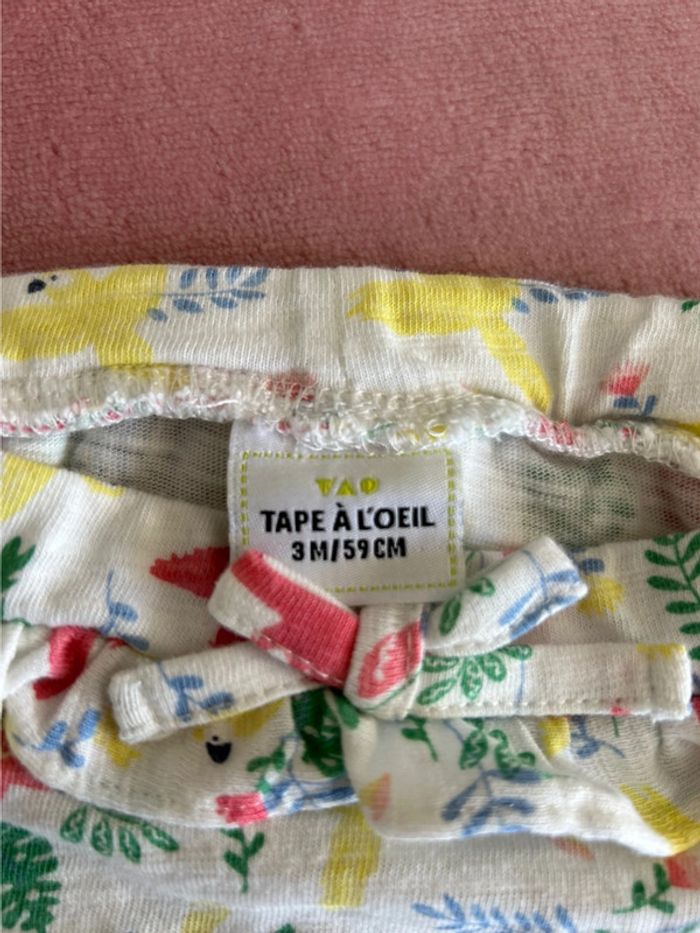 TAO
TAPE À L'OEIL
3M/59CM